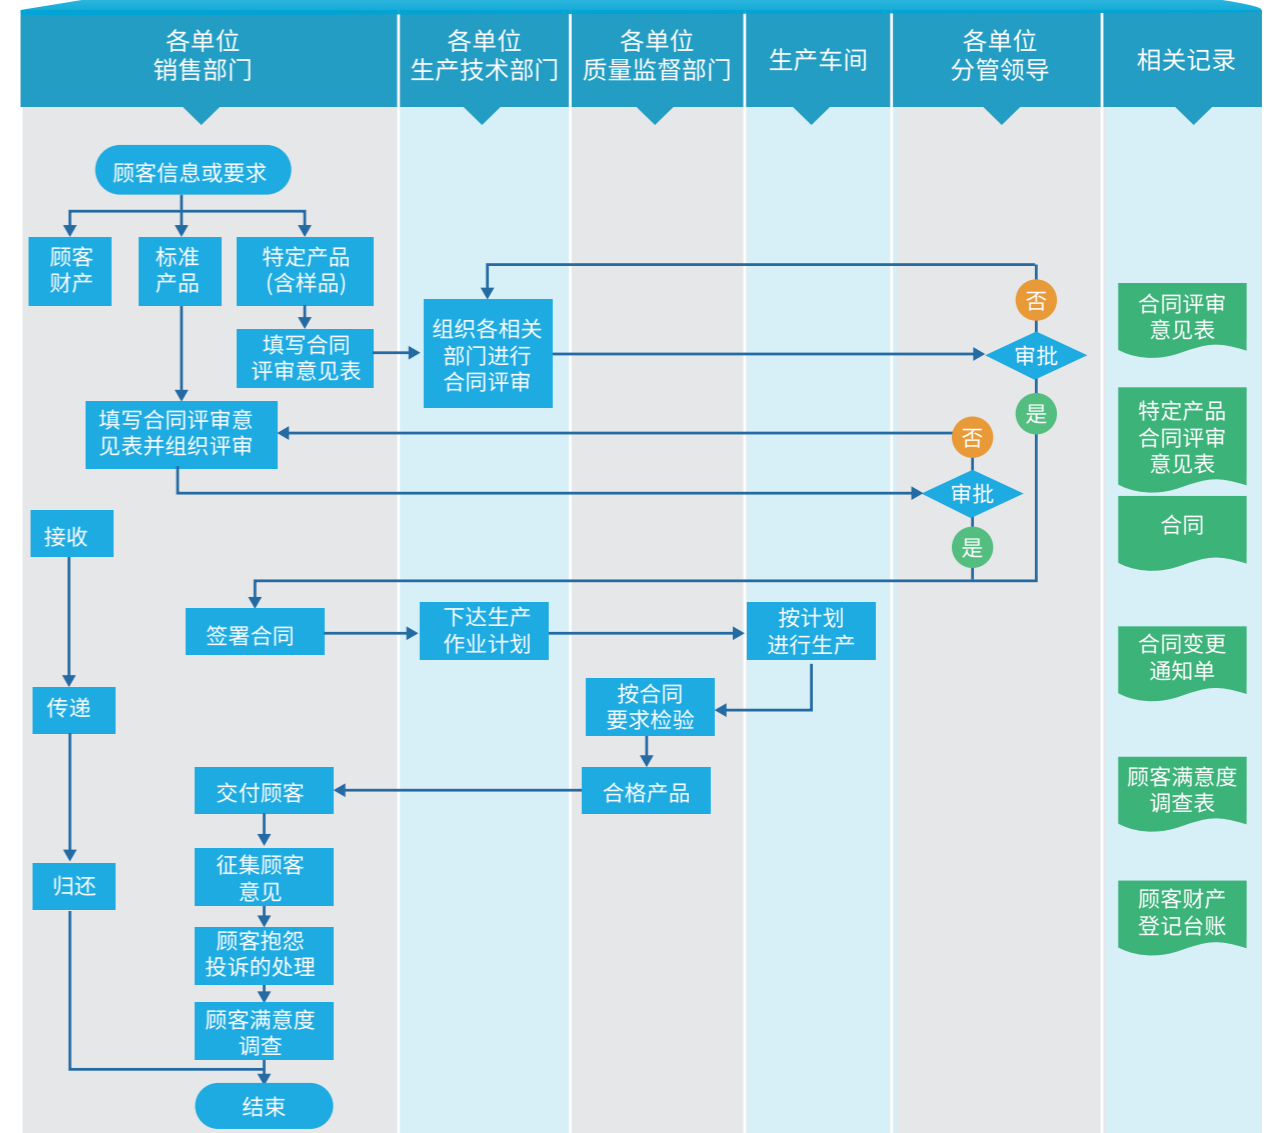 各单位
销售部门
各单位
生产技术部门
各单位
质量监督部门
生产车间
各单位
分管领导
相关记录
顾客信息或要求
顾客
财产
标准
产品
特定产品
(含样品)
填写合同
评审意见表
组织各相关
部门进行
合同评审
否
审批
是
填写合同评审意
见表并组织评审
否
审批
是
接收
签署合同
下达生产
作业计划
按计划
进行生产
传递
按合同
要求检验
交付顾客
合格产品
归还
征集顾客
意见
顾客抱怨
投诉的处理
顾客满意度
调查
结束
合同评审
意见表
特定产品
合同评审
意见表
合同
合同变更
通知单
顾客满意度
调查表
顾客财产
登记台账